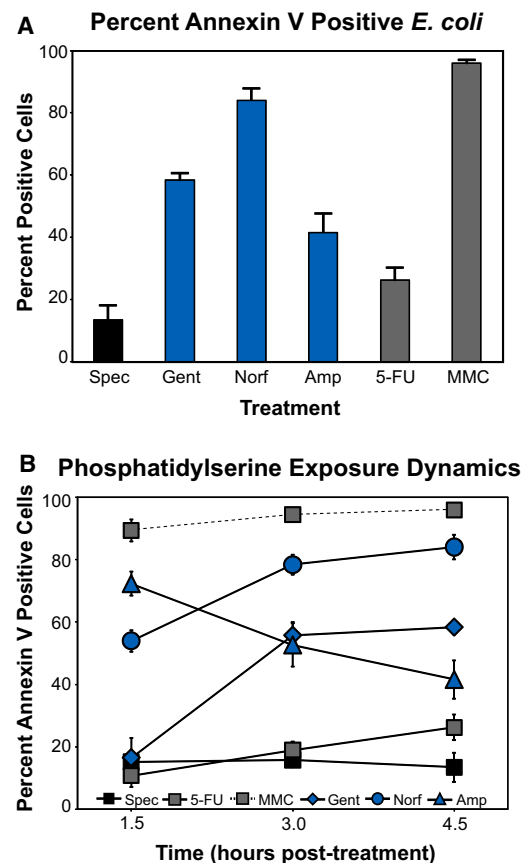 A Percent Annexin V Positive E. coli
Percent Positive Cells
100
80
60
40
20
0
Spec Gent Norf Amp 5-FU MMC
Treatment
B Phosphatidylserine Exposure Dynamics
Percent Annexin V Positive Cells
100
80
60
40
20
0
Spec 5-FU MMC Gent Norf Amp
1.5 3.0 4.5
Time (hours post-treatment)